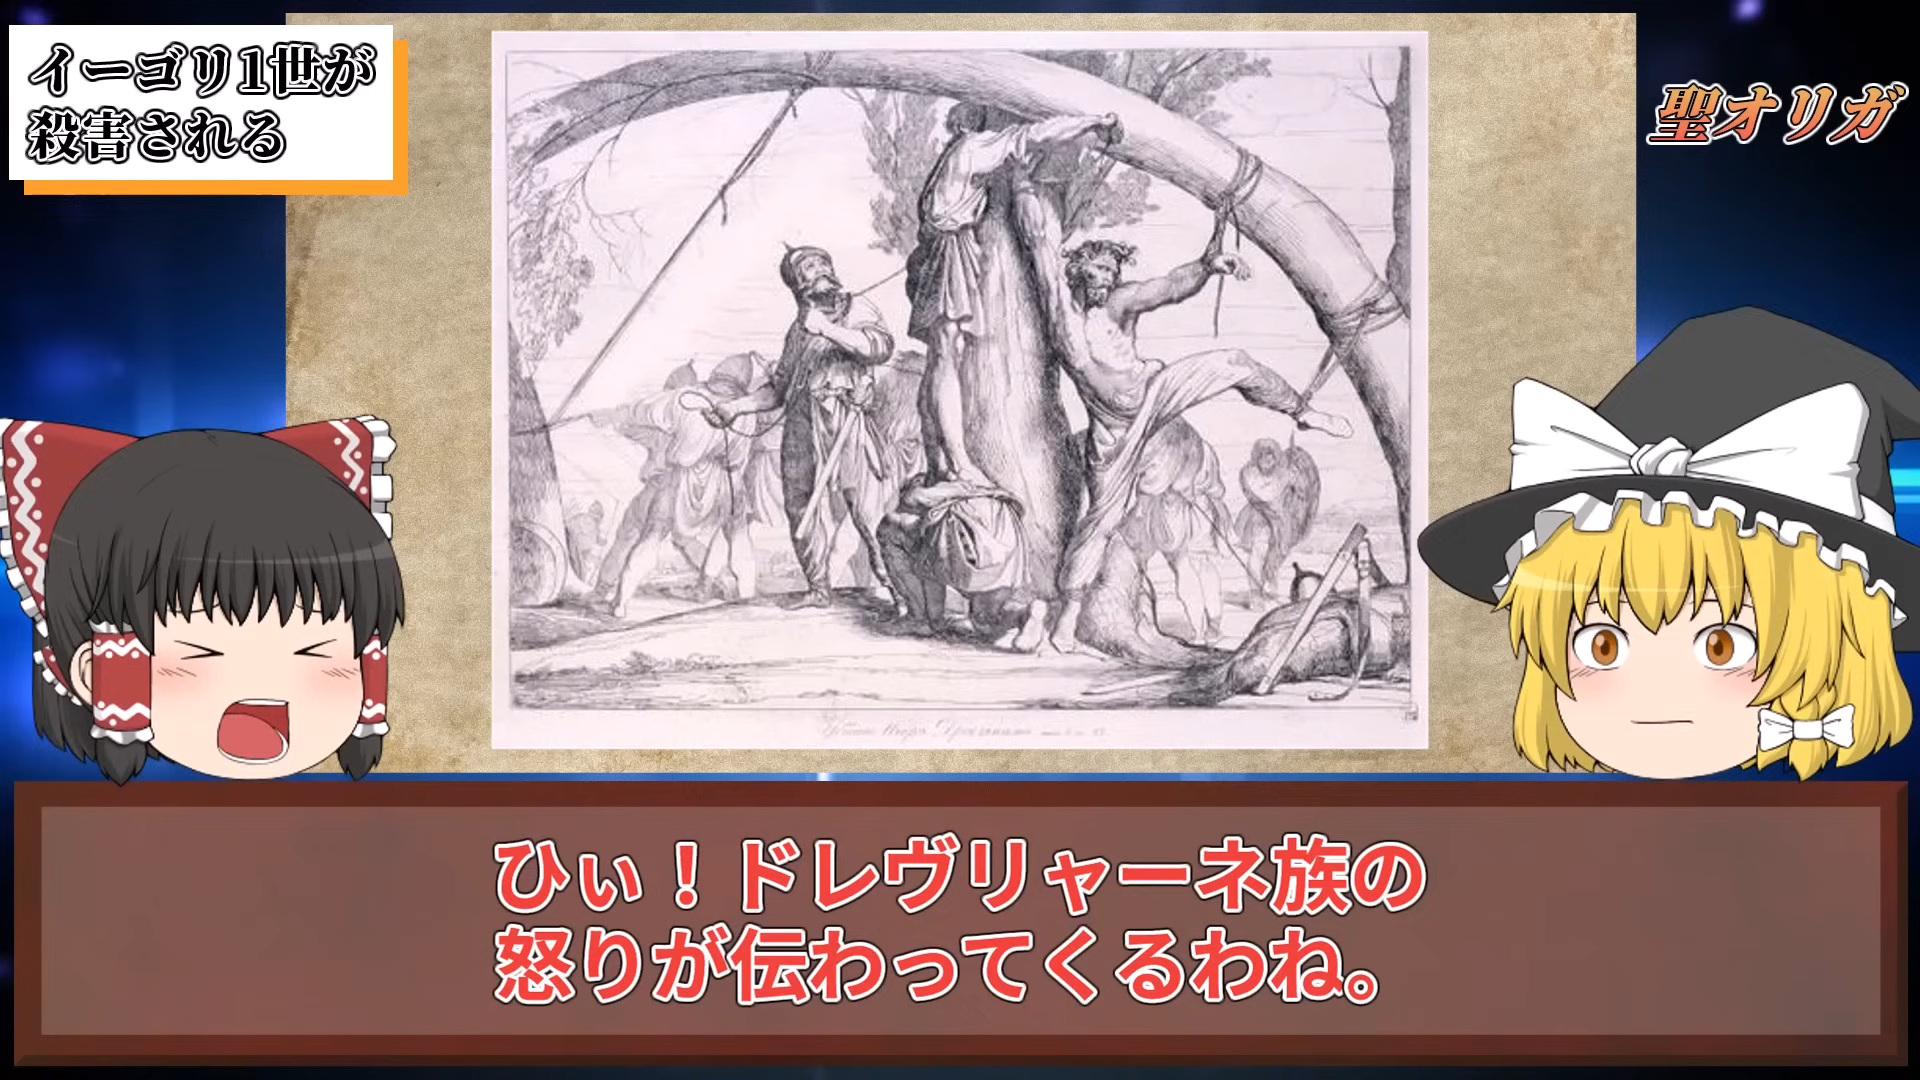 イーゴリ1世が
殺害される
聖オリガ
ひぃ！ドレヴリャーネ族の
怒りが伝わってくるわね。